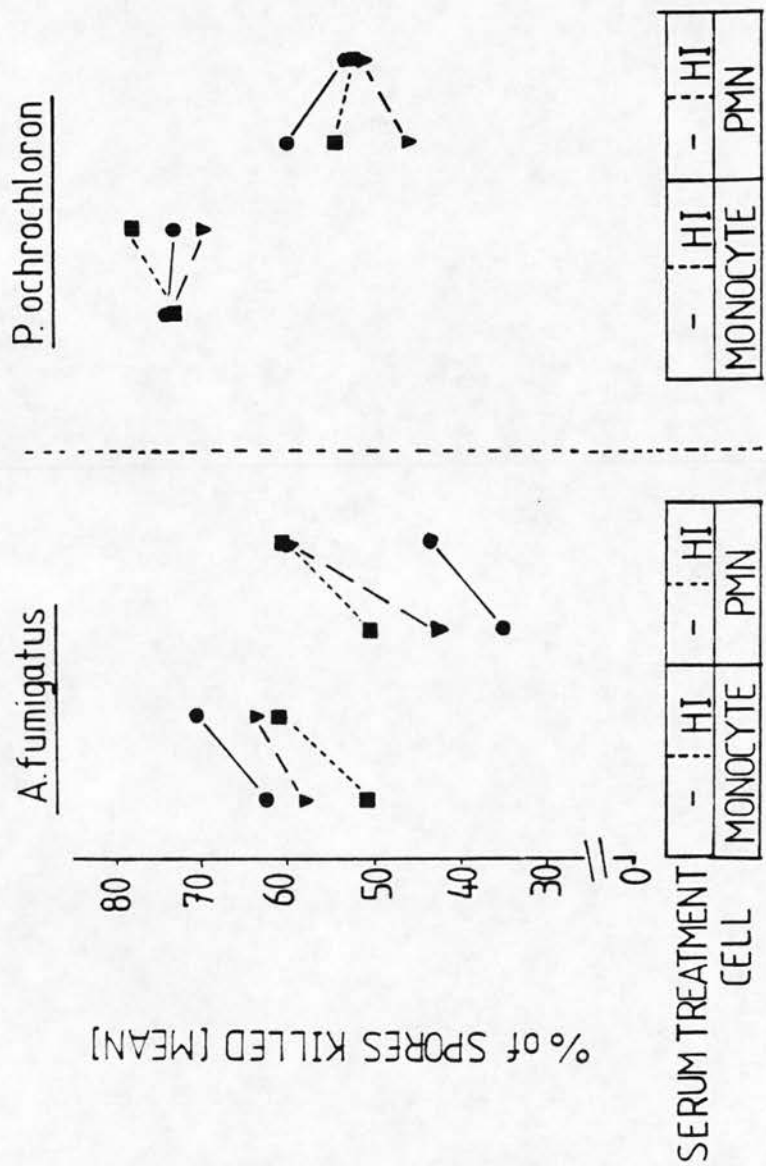 A.fumigatus
P. ochrochloron
% of SPORES KILLED [MEAN]
80
70
60
50
40
30
0
SERUM TREATMENT - HI - HI - HI - HI
CELL MONOCYTE PMN MONOCYTE PMN